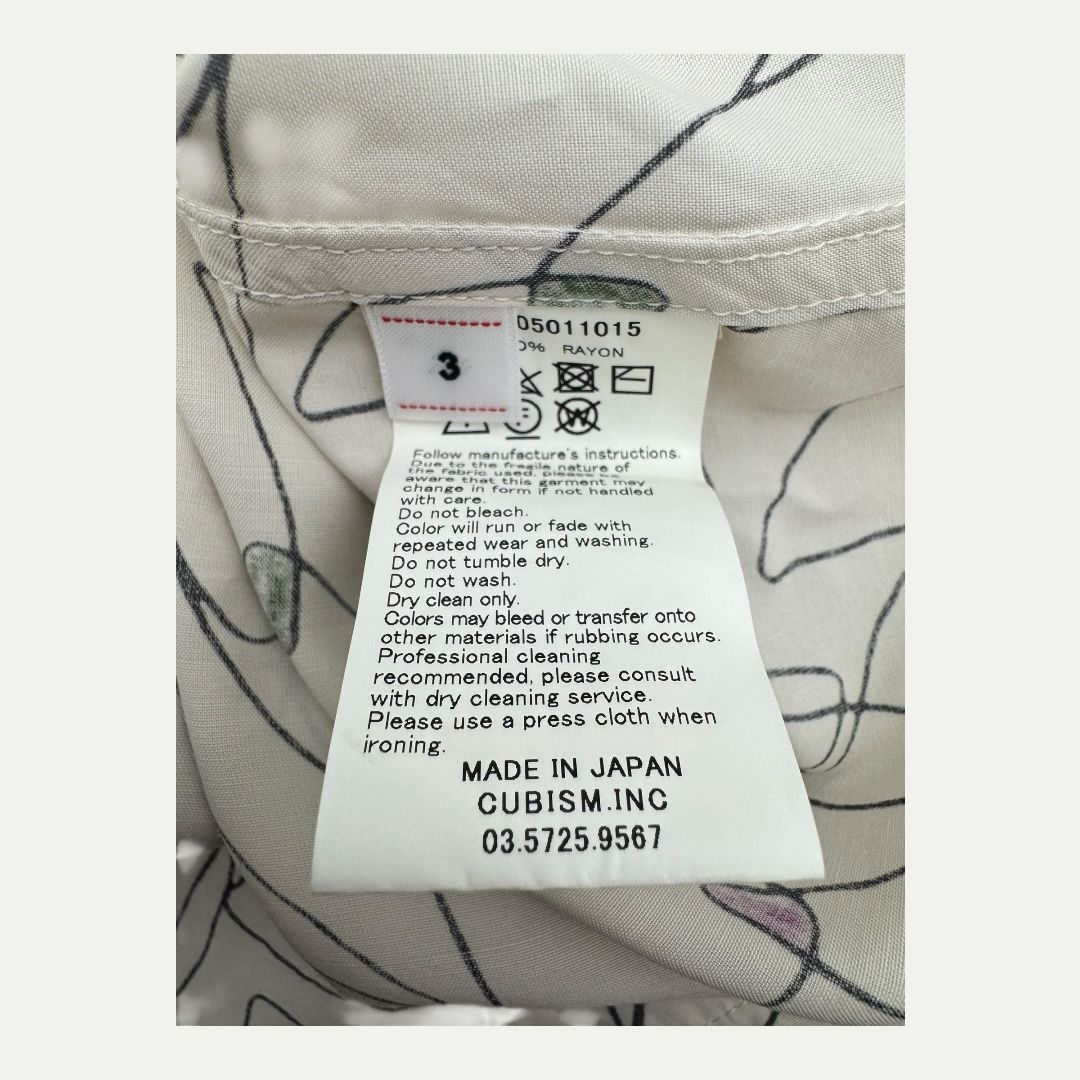 3
05011015
0% RAYON
W
Follow manufacture's instructions.
Due to the fragile nature of
the fabric used, please be
aware that this garment may
change in form if not handled
with care.
Do not bleach.
Color will run or fade with
repeated wear and washing.
Do not tumble dry.
Do not wash.
Dry clean only.
Colors may bleed or transfer onto
other materials if rubbing occurs.
Professional cleaning
recommended, please consult
with dry cleaning service.
Please use a press cloth when
ironing.
MADE IN JAPAN
CUBISM.INC
03.5725.9567